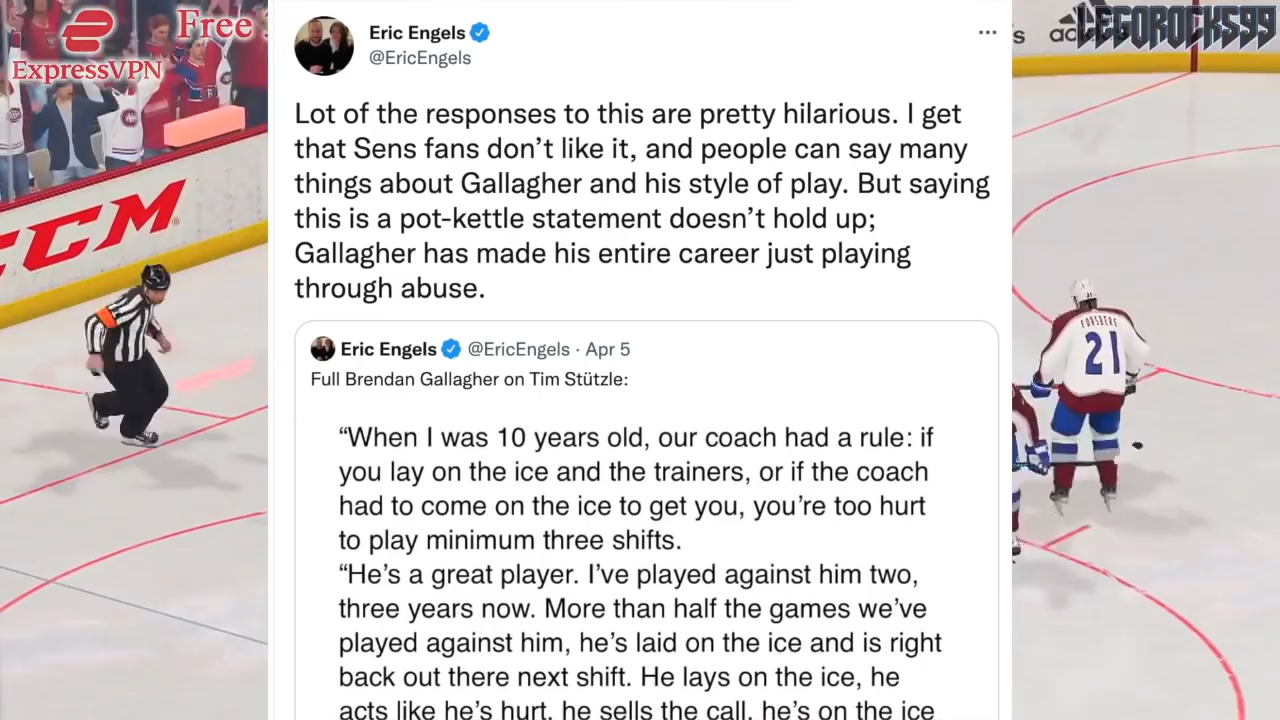 Free
ExpressVPN
CCM
Eric Engels
@EricEngels
Lot of the responses to this are pretty hilarious. I get
that Sens fans don’t like it, and people can say many
things about Gallagher and his style of play. But saying
this is a pot-kettle statement doesn’t hold up;
Gallagher has made his entire career just playing
through abuse.
Eric Engels @EricEngels · Apr 5
Full Brendan Gallagher on Tim Stützle:
“When I was 10 years old, our coach had a rule: if
you lay on the ice and the trainers, or if the coach
had to come on the ice to get you, you’re too hurt
to play minimum three shifts.
“He’s a great player. I’ve played against him two,
three years now. More than half the games we’ve
played against him, he’s laid on the ice and is right
back out there next shift. He lays on the ice, he
acts like he’s hurt, he sells the call, he’s on the ice
LEGOROCKS99
FORSBERG
21